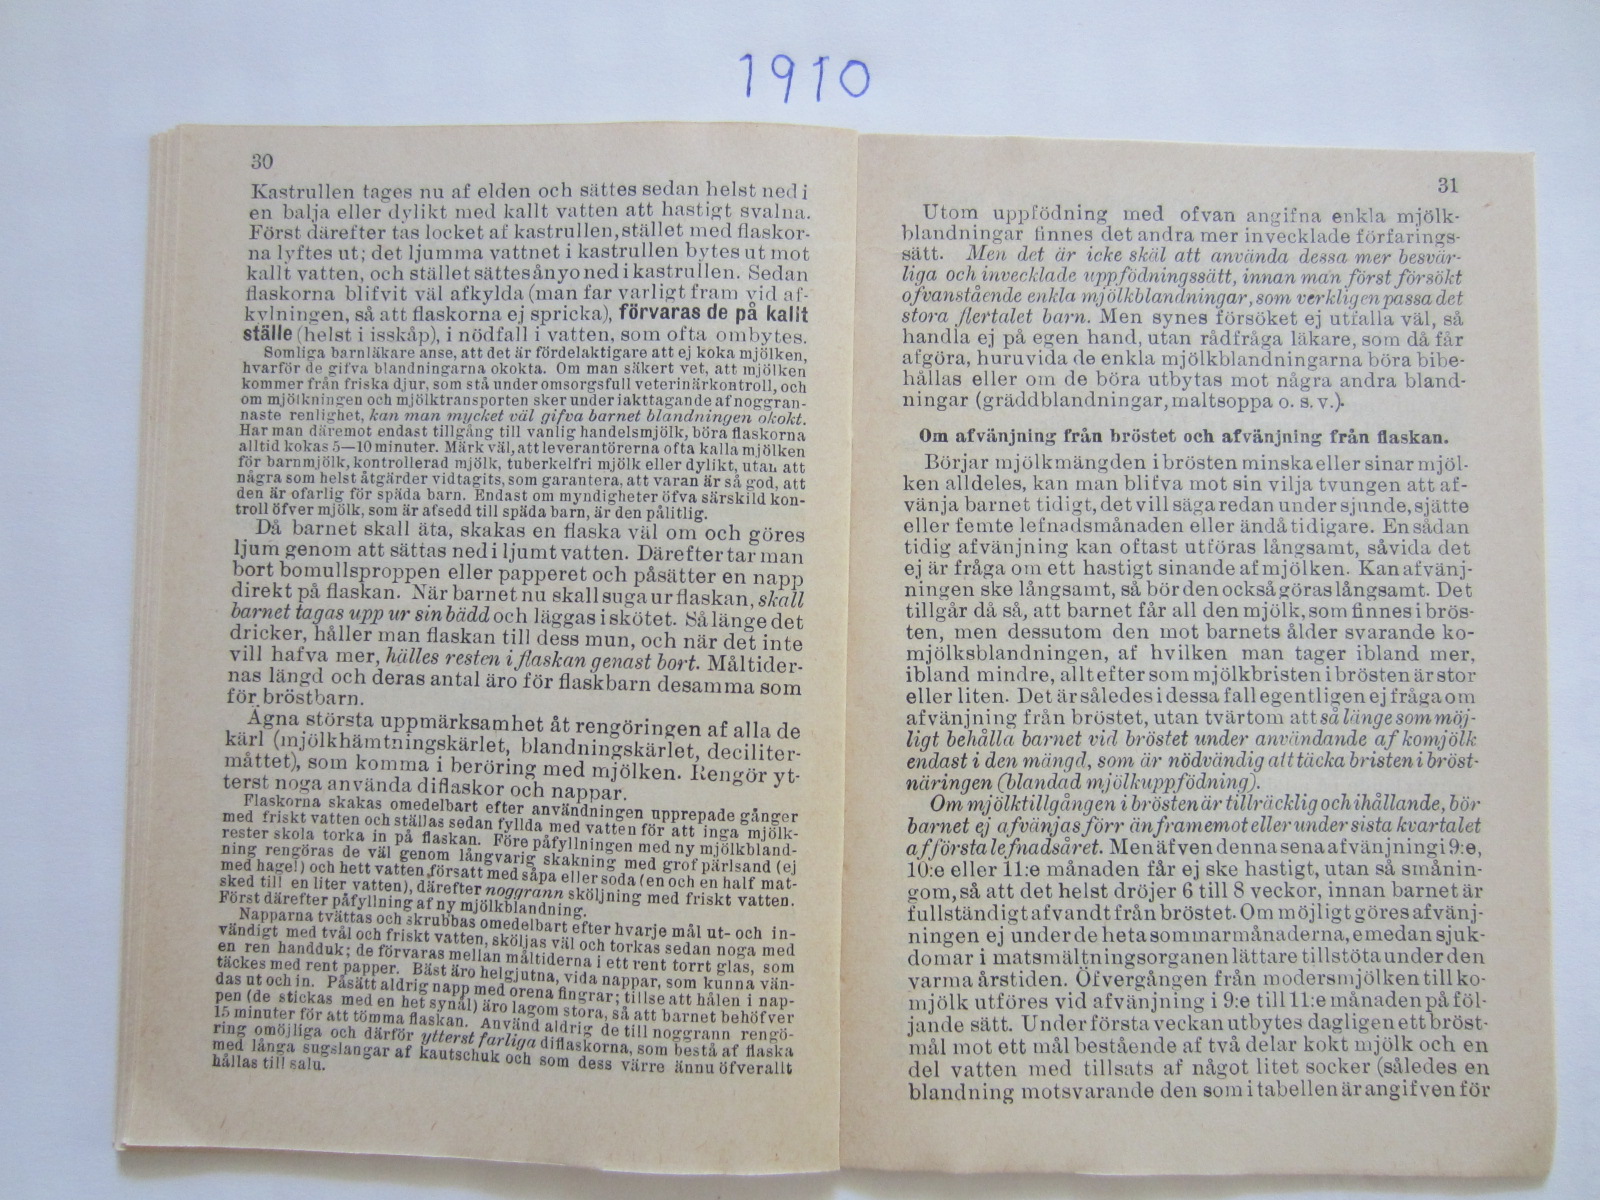 1910
30
Kastrullen tages nu af elden och sättes sedan helst ned i
en balja eller dylikt med kallt vatten att hastigt svalna.
Först därefter tas locket af kastrullen, stället med flaskor-
na lyftes ut; det ljumma vattnet i kastrullen bytes ut mot
kallt vatten, och stället sättes ånyo ned i kastrullen. Sedan
flaskorna blifvit väl afkylda (man far varligt fram vid af-
kylningen, så att flaskorna ej spricka), förvaras de på kallt
ställe (helst i isskåp), i nödfall i vatten, som ofta ombytes.
Somliga barnläkare anse, att det är fördelaktigare att ej koka mjölken,
hvarför de gifva blandningarna okokta. Om man säkert vet, att mjölken
kommer från friska djur, som stå under omsorgsfull veterinärkontroll, och
om mjölkningen och mjölktransporten sker under iakttagande af noggran-
naste renlighet, kan man mycket väl gifva barnet blandningen okokt.
Har man däremot endast tillgång till vanlig handelsmjölk, böra flaskorna
alltid kokas 5—10 minuter. Märk väl, att leverantörerna ofta kalla mjölken
för barnmjölk, kontrollerad mjölk, tuberkelfri mjölk eller dylikt, utan att
några som helst åtgärder vidtagits, som garantera, att varan är så god, att
den är ofarlig för späda barn. Endast om myndigheter öfva särskild kon-
troll öfver mjölk, som är afsedd till späda barn, är den pålitlig.
Då barnet skall äta, skakas en flaska väl om och göres
ljum genom att sättas ned i ljumt vatten. Därefter tar man
bort bomullsproppen eller papperet och påsätter en napp
direkt på flaskan. När barnet nu skall suga ur flaskan, skall
barnet tagas upp ur sin bädd och läggas i skötet. Så länge det
dricker, håller man flaskan till dess mun, och när det inte
vill hafva mer, hälles resten i flaskan genast bort. Måltider-
nas längd och deras antal äro för flaskbarn desamma som
för bröstbarn.
Ägna största uppmärksamhet åt rengöringen af alla de
kärl (mjölkhämtningskärlet, blandningskärlet, deciliter-
måttet), som komma i beröring med mjölken. Rengör yt-
terst noga använda diflaskor och nappar.
Flaskorna skakas omedelbart efter användningen upprepade gånger
med friskt vatten och ställas sedan fyllda med vatten för att inga mjölk-
rester skola torka in på flaskan. Före påfyllningen med ny mjölkbland-
ning rengöras de väl genom långvarig skakning med grof pärlsand (ej
med hagel) och hett vatten, försatt med såpa eller soda (en och en half mat-
sked till en liter vatten), därefter noggrann sköljning med friskt vatten.
Först därefter påfyllning af ny mjölkblandning.
Napparna tvättas och skrubbas omedelbart efter hvarje mål ut- och in-
vändigt med tvål och friskt vatten, sköljas väl och torkas sedan noga med
en ren handduk; de förvaras mellan måltiderna i ett rent torrt glas, som
täckes med rent papper. Bäst äro helgjutna, vida nappar, som kunna vän-
das ut och in. Påsätt aldrig napp med orena fingrar; tillse att hålen i nap-
pen (de stickas med en het synål) äro lagom stora, så att barnet behöfver
15 minuter för att tömma flaskan. Använd aldrig de till noggrann rengö-
ring omöjliga och därför ytterst farliga diflaskorna, som bestå af flaska
med långa sugslangar af kautschuk och som dess värre ännu öfverallt
hållas till salu.
31
Utom uppfödning med ofvan angifna enkla mjölk-
blandningar finnes det andra mer invecklade förfarings-
sätt. Men det är icke skäl att använda dessa mer besvär-
liga och invecklade uppfödningssätt, innan man först försökt
ofvanstående enkla mjölkblandningar, som verkligen passa det
stora flertalet barn. Men synes försöket ej utfalla väl, så
handla ej på egen hand, utan rådfråga läkare, som då får
afgöra, huruvida de enkla mjölkblandningarna böra bibe-
hållas eller om de böra utbytas mot några andra bland-
ningar (gräddblandningar, maltsoppa o. s. v.).
Om afvänjning från bröstet och afvänjning från flaskan.
Börjar mjölkmängden i brösten minska eller sinar mjöl-
ken alldeles, kan man blifva mot sin vilja tvungen att af-
vänja barnet tidigt, det vill säga redan under sjunde, sjätte
eller femte lefnadsmånaden eller ändå tidigare. En sådan
tidig afvänjning kan oftast utföras långsamt, såvida det
ej är fråga om ett hastigt sinande af mjölken. Kan afvänj-
ningen ske långsamt, så bör den också göras långsamt. Det
tillgår då så, att barnet får all den mjölk, som finnes i brös-
ten, men dessutom den mot barnets ålder svarande ko-
mjölksblandningen, af hvilken man tager ibland mer,
ibland mindre, allt efter som mjölkbristen i brösten är stor
eller liten. Det är således i dessa fall egentligen ej fråga om
afvänjning från bröstet, utan tvärtom att så länge som möj-
ligt behålla barnet vid bröstet under användande af komjölk
endast i den mängd, som är nödvändig att täcka bristen i bröst-
näringen (blandad mjölkuppfödning).
Om mjölktillgången i brösten är tillräcklig och ihållande, bör
barnet ej afvänjas förr än framemot eller under sista kvartalet
af första lefnadsåret. Men äfven denna sena afvänjning i 9:e,
10:e eller 11:e månaden får ej ske hastigt, utan så smånin-
gom, så att det helst dröjer 6 till 8 veckor, innan barnet är
fullständigt afvandt från bröstet. Om möjligt göres afvänj-
ningen ej under de heta sommarmånaderna, emedan sjuk-
domar i matsmältningsorganen lättare tillstöta under den
varma årstiden. Öfvergången från modersmjölken till ko-
mjölk utföres vid afvänjning i 9:e till 11:e månaden på föl-
jande sätt. Under första veckan utbytes dagligen ett bröst-
mål mot ett mål bestående af två delar kokt mjölk och en
del vatten med tillsats af något litet socker (således en
blandning motsvarande den som i tabellen är angifven för